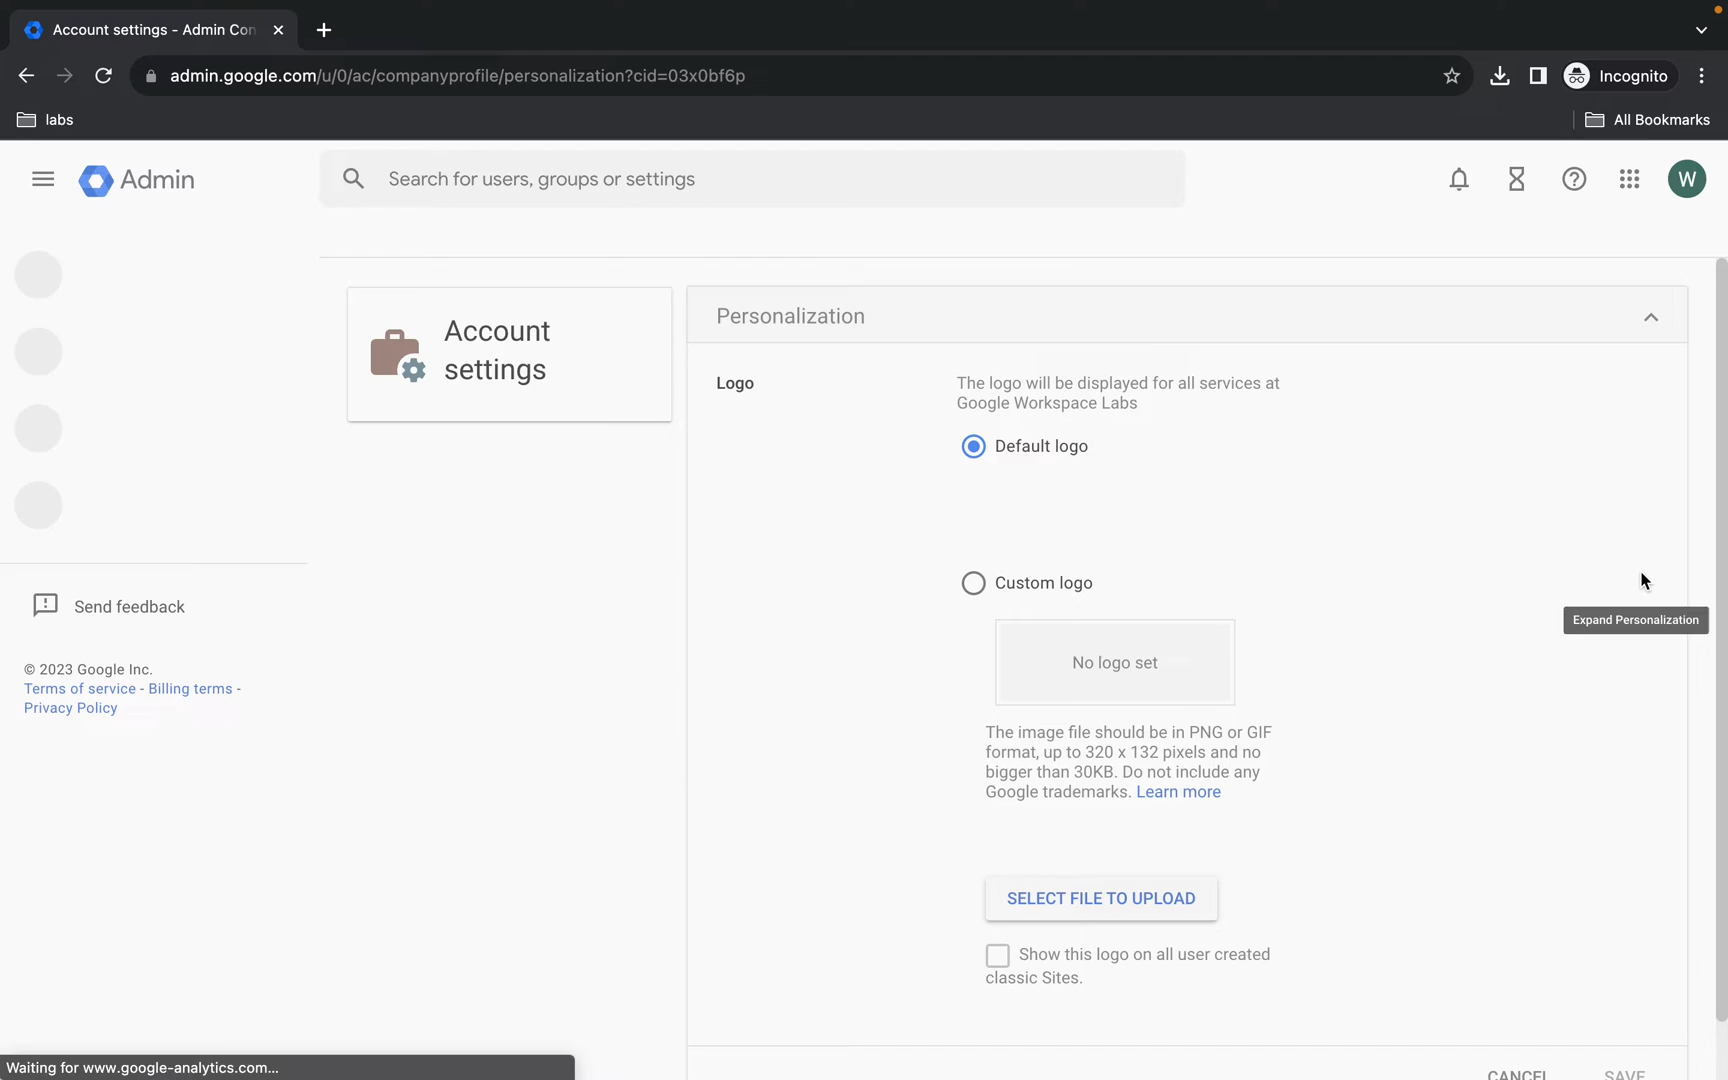 Account settings - Admin Con
admin.google.com/u/0/ac/companyprofile/personalization?cid=03x0bf6p
Incognito
labs
All Bookmarks
Admin
Search for users, groups or settings
W
Account
settings
Personalization
Logo
The logo will be displayed for all services at
Google Workspace Labs
Default logo
Custom logo
Expand Personalization
No logo set
The image file should be in PNG or GIF
format, up to 320 x 132 pixels and no
bigger than 30KB. Do not include any
Google trademarks. Learn more
SELECT FILE TO UPLOAD
Show this logo on all user created
classic Sites.
CANCEL
SAVE
Send feedback
© 2023 Google Inc.
Terms of service - Billing terms -
Privacy Policy
Waiting for www.google-analytics.com...